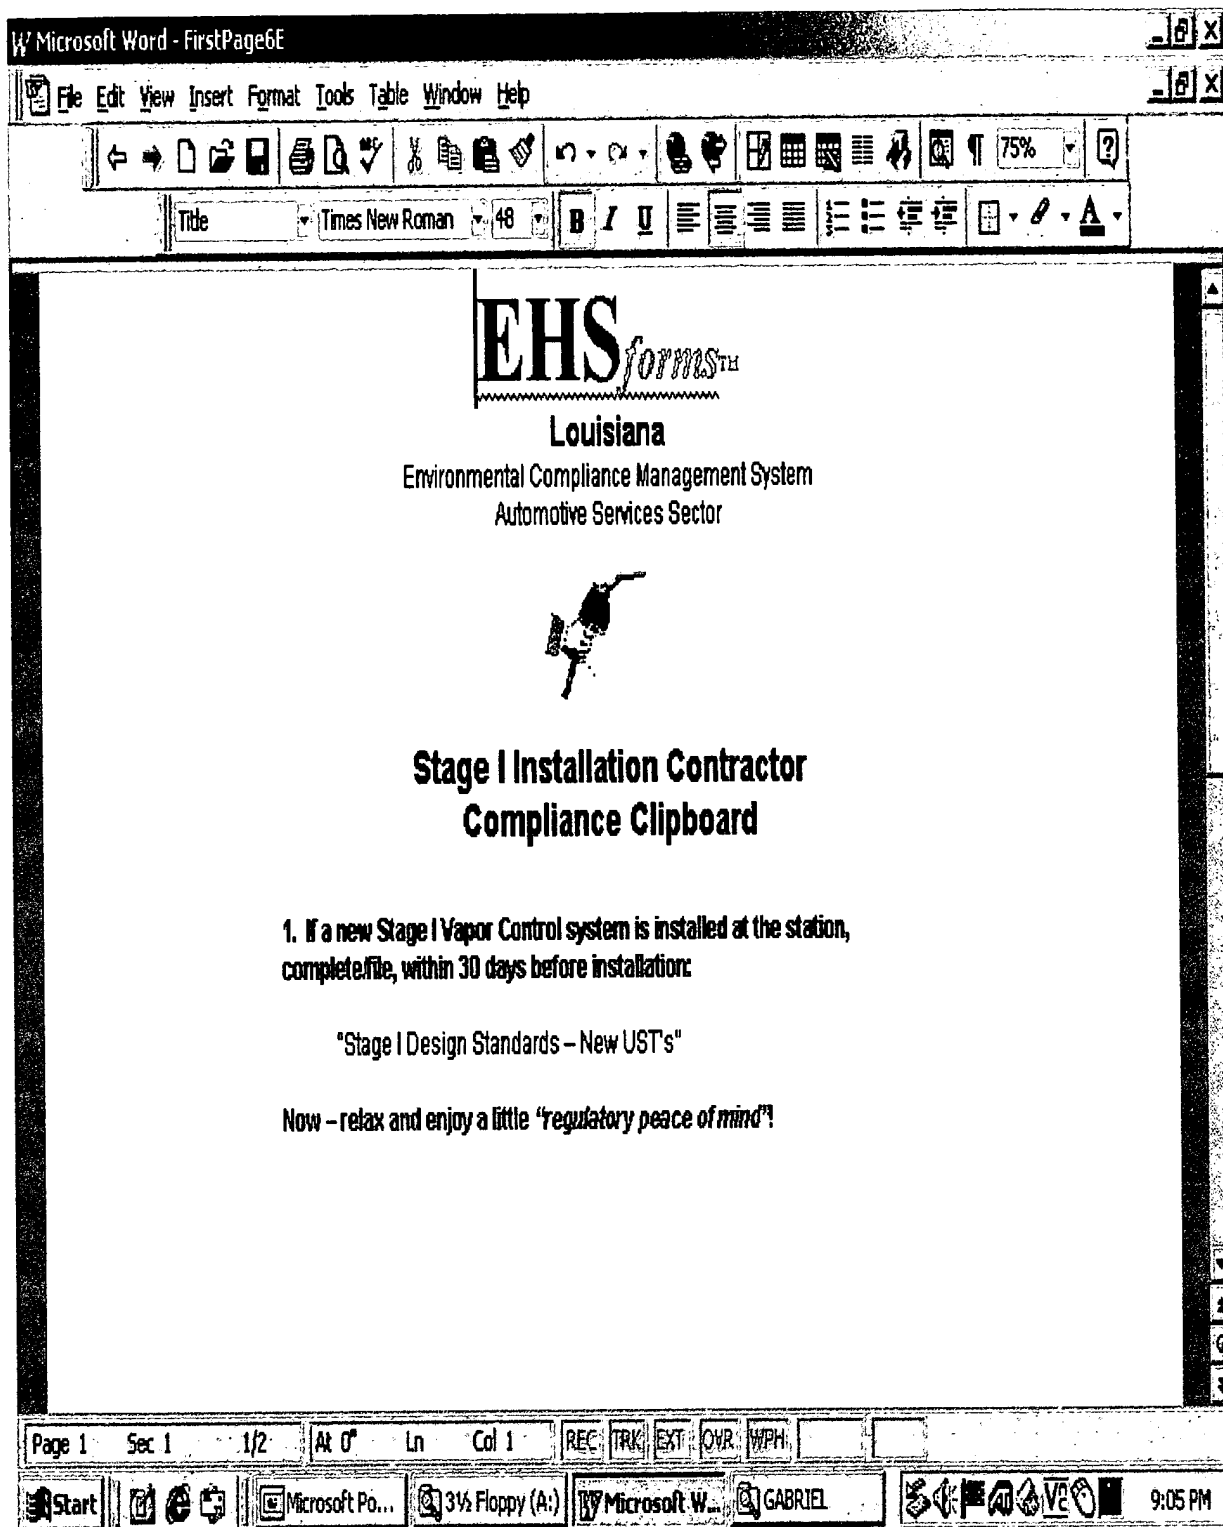 W Microsoft Word - FirstPage6E
File Edit View Insert Format Tools Table Window Help
75%
Title Times New Roman 48 B I U A
EHSforms™
Louisiana
Environmental Compliance Management System
Automotive Services Sector
Stage I Installation Contractor
Compliance Clipboard
1. If a new Stage I Vapor Control system is installed at the station,
complete/file, within 30 days before installation:
"Stage I Design Standards – New UST's"
Now – relax and enjoy a little "regulatory peace of mind"!
Page 1 Sec 1 1/2 At 0" Ln Col 1 REC TRK EXT OVR WPH
Start Microsoft Po... 3½ Floppy (A:) Microsoft W... GABRIEL 9:05 PM